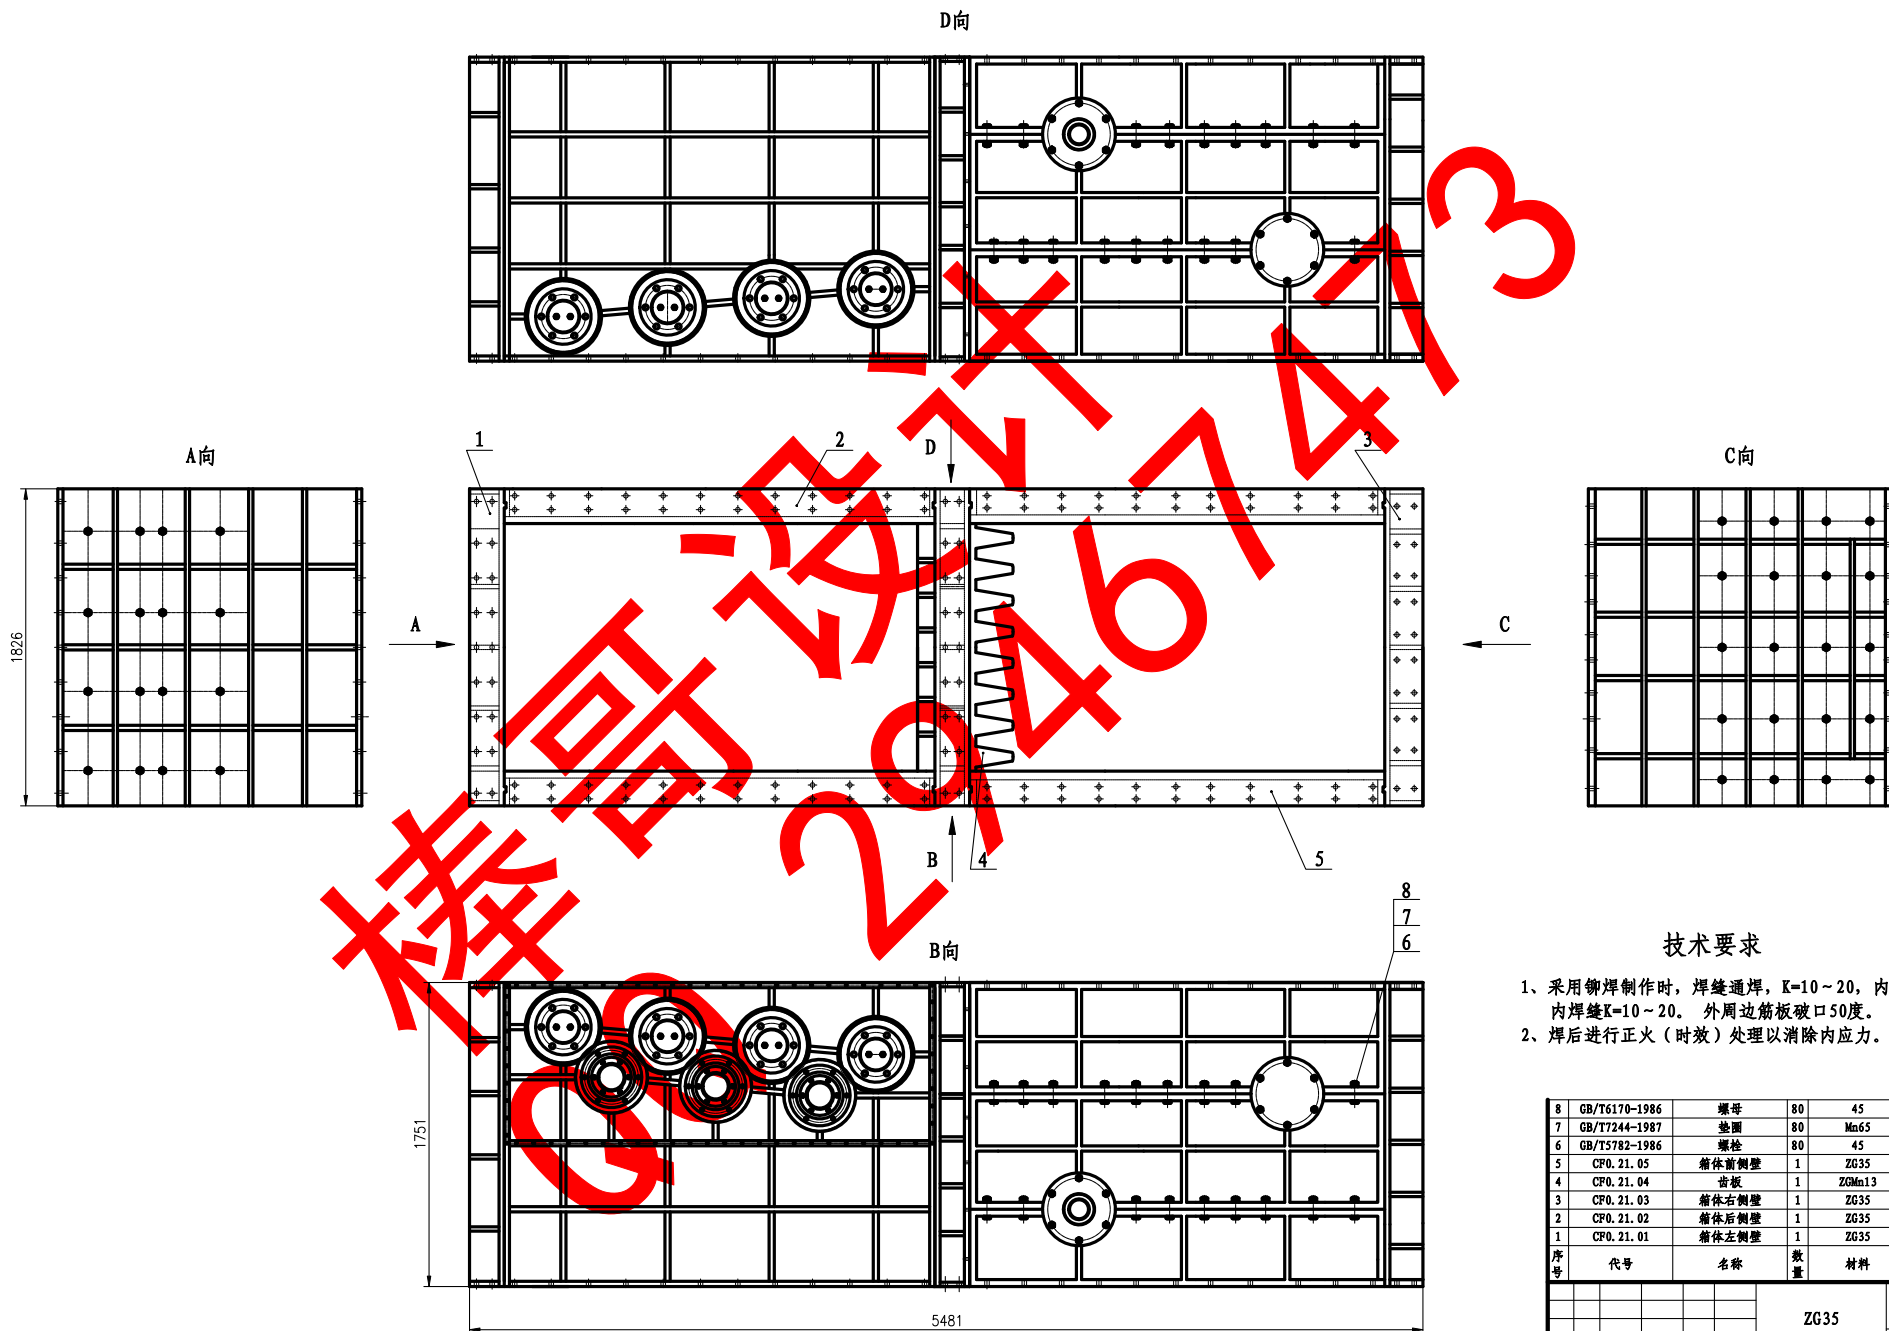 D向
1
2
D
3
A向
C向
1826
A
C
B
4
5
8
7
6
B向
1751
5481
棒哥设计
QQ 29467473
技术要求
1、采用铆焊制作时，焊缝通焊，K=10~20，内
内焊缝K=10~20。 外周边筋板破口50度。
2、焊后进行正火（时效）处理以消除内应力。
8 GB/T6170-1986 螺母 80 45
7 GB/T7244-1987 垫圈 80 Mn65
6 GB/T5782-1986 螺栓 80 45
5 CF0.21.05 箱体前侧壁 1 ZG35
4 CF0.21.04 齿板 1 ZGMn13
3 CF0.21.03 箱体右侧壁 1 ZG35
2 CF0.21.02 箱体后侧壁 1 ZG35
1 CF0.21.01 箱体左侧壁 1 ZG35
序号 代号 名称 数量 材料
ZG35